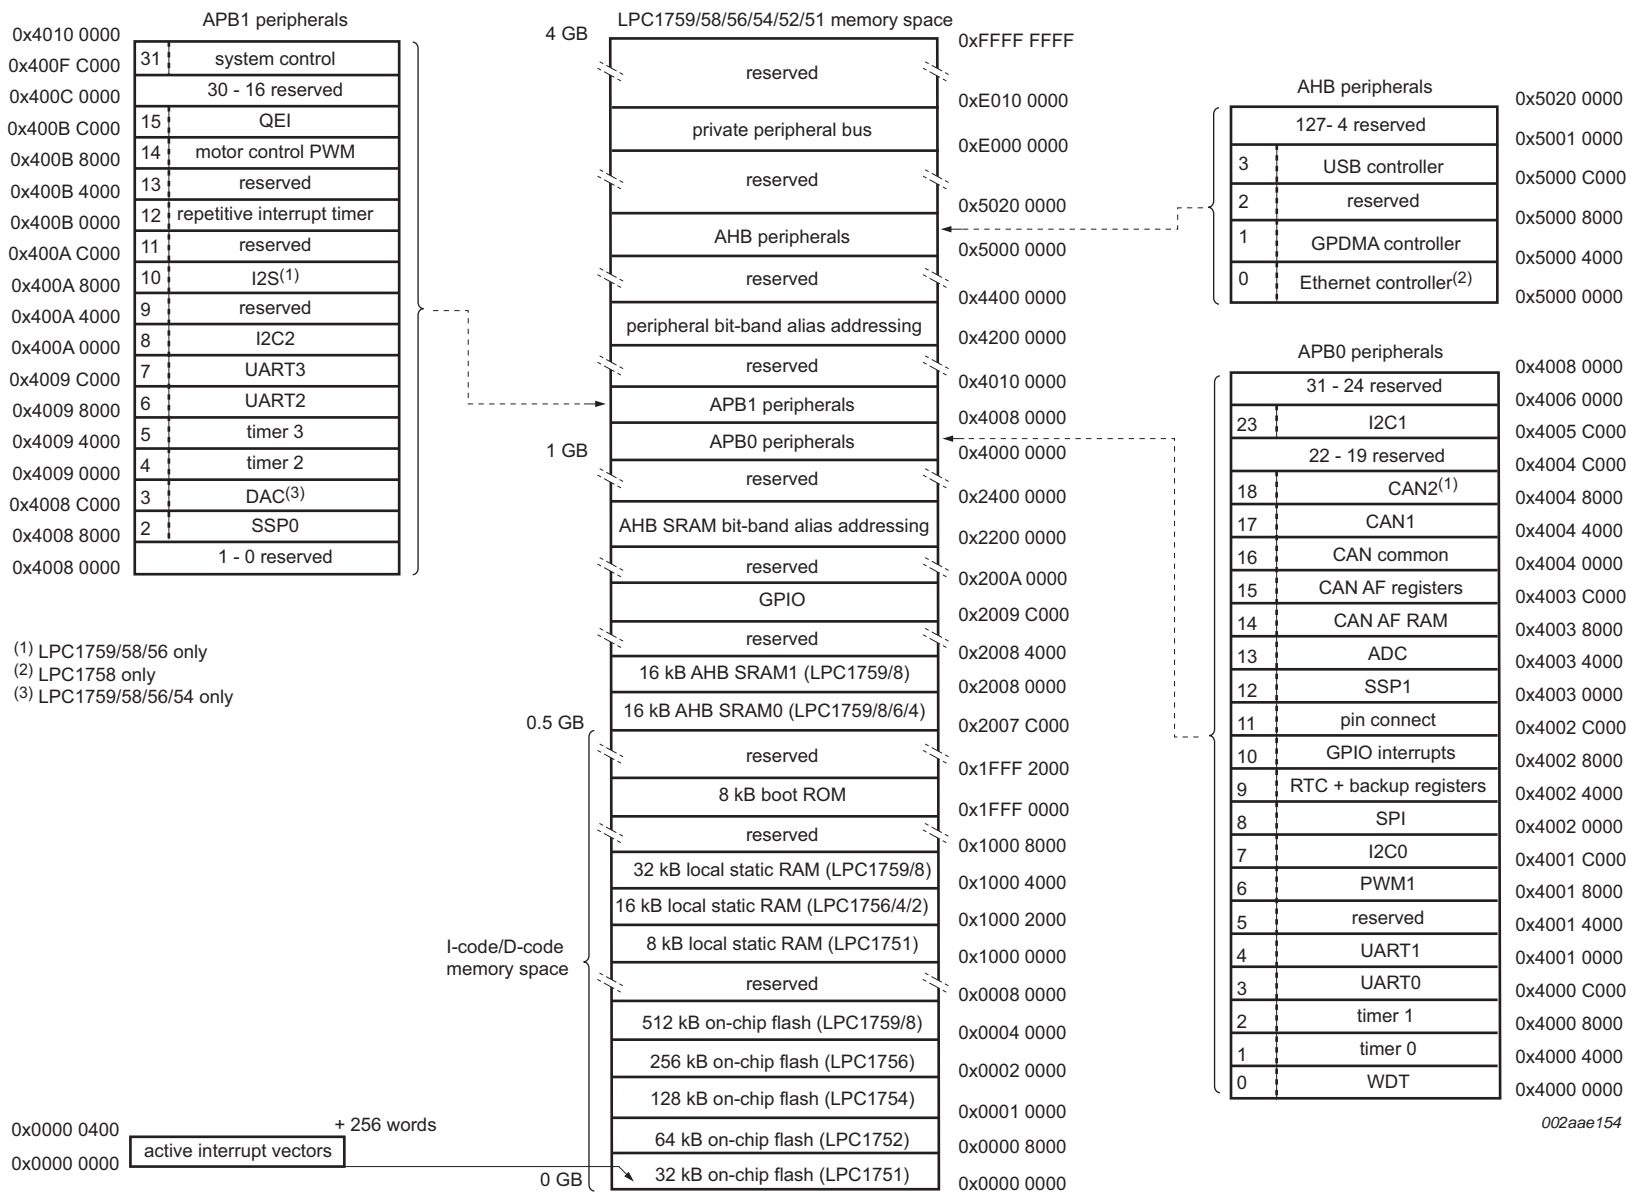 APB1 peripherals
0x4010 0000
31 system control
0x400F C000
30 - 16 reserved
0x400C 0000
15 QEI
0x400B C000
14 motor control PWM
0x400B 8000
13 reserved
0x400B 4000
12 repetitive interrupt timer
0x400B 0000
11 reserved
0x400A C000
10 I2S(1)
0x400A 8000
9 reserved
0x400A 4000
8 I2C2
0x400A 0000
7 UART3
0x4009 C000
6 UART2
0x4009 8000
5 timer 3
0x4009 4000
4 timer 2
0x4009 0000
3 DAC(3)
0x4008 C000
2 SSP0
0x4008 8000
1 - 0 reserved
0x4008 0000
(1) LPC1759/58/56 only
(2) LPC1758 only
(3) LPC1759/58/56/54 only
0x0000 0400
+ 256 words
active interrupt vectors
0x0000 0000
LPC1759/58/56/54/52/51 memory space
4 GB
0xFFFF FFFF
reserved
0xE010 0000
private peripheral bus
0xE000 0000
reserved
0x5020 0000
AHB peripherals
0x5000 0000
reserved
0x4400 0000
peripheral bit-band alias addressing
0x4200 0000
reserved
0x4010 0000
APB1 peripherals
0x4008 0000
APB0 peripherals
1 GB
0x4000 0000
reserved
0x2400 0000
AHB SRAM bit-band alias addressing
0x2200 0000
reserved
0x200A 0000
GPIO
0x2009 C000
reserved
0x2008 4000
16 kB AHB SRAM1 (LPC1759/8)
0x2008 0000
16 kB AHB SRAM0 (LPC1759/8/6/4)
0.5 GB
0x2007 C000
reserved
0x1FFF 2000
8 kB boot ROM
0x1FFF 0000
reserved
0x1000 8000
32 kB local static RAM (LPC1759/8)
0x1000 4000
16 kB local static RAM (LPC1756/4/2)
0x1000 2000
8 kB local static RAM (LPC1751)
0x1000 0000
I-code/D-code
memory space
reserved
0x0008 0000
512 kB on-chip flash (LPC1759/8)
0x0004 0000
256 kB on-chip flash (LPC1756)
0x0002 0000
128 kB on-chip flash (LPC1754)
0x0001 0000
64 kB on-chip flash (LPC1752)
0x0000 8000
32 kB on-chip flash (LPC1751)
0 GB
0x0000 0000
AHB peripherals
0x5020 0000
127- 4 reserved
0x5001 0000
3 USB controller
0x5000 C000
2 reserved
0x5000 8000
1 GPDMA controller
0x5000 4000
0 Ethernet controller(2)
0x5000 0000
APB0 peripherals
0x4008 0000
31 - 24 reserved
0x4006 0000
23 I2C1
0x4005 C000
22 - 19 reserved
0x4004 C000
18 CAN2(1)
0x4004 8000
17 CAN1
0x4004 4000
16 CAN common
0x4004 0000
15 CAN AF registers
0x4003 C000
14 CAN AF RAM
0x4003 8000
13 ADC
0x4003 4000
12 SSP1
0x4003 0000
11 pin connect
0x4002 C000
10 GPIO interrupts
0x4002 8000
9 RTC + backup registers
0x4002 4000
8 SPI
0x4002 0000
7 I2C0
0x4001 C000
6 PWM1
0x4001 8000
5 reserved
0x4001 4000
4 UART1
0x4001 0000
3 UART0
0x4000 C000
2 timer 1
0x4000 8000
1 timer 0
0x4000 4000
0 WDT
0x4000 0000
002aae154